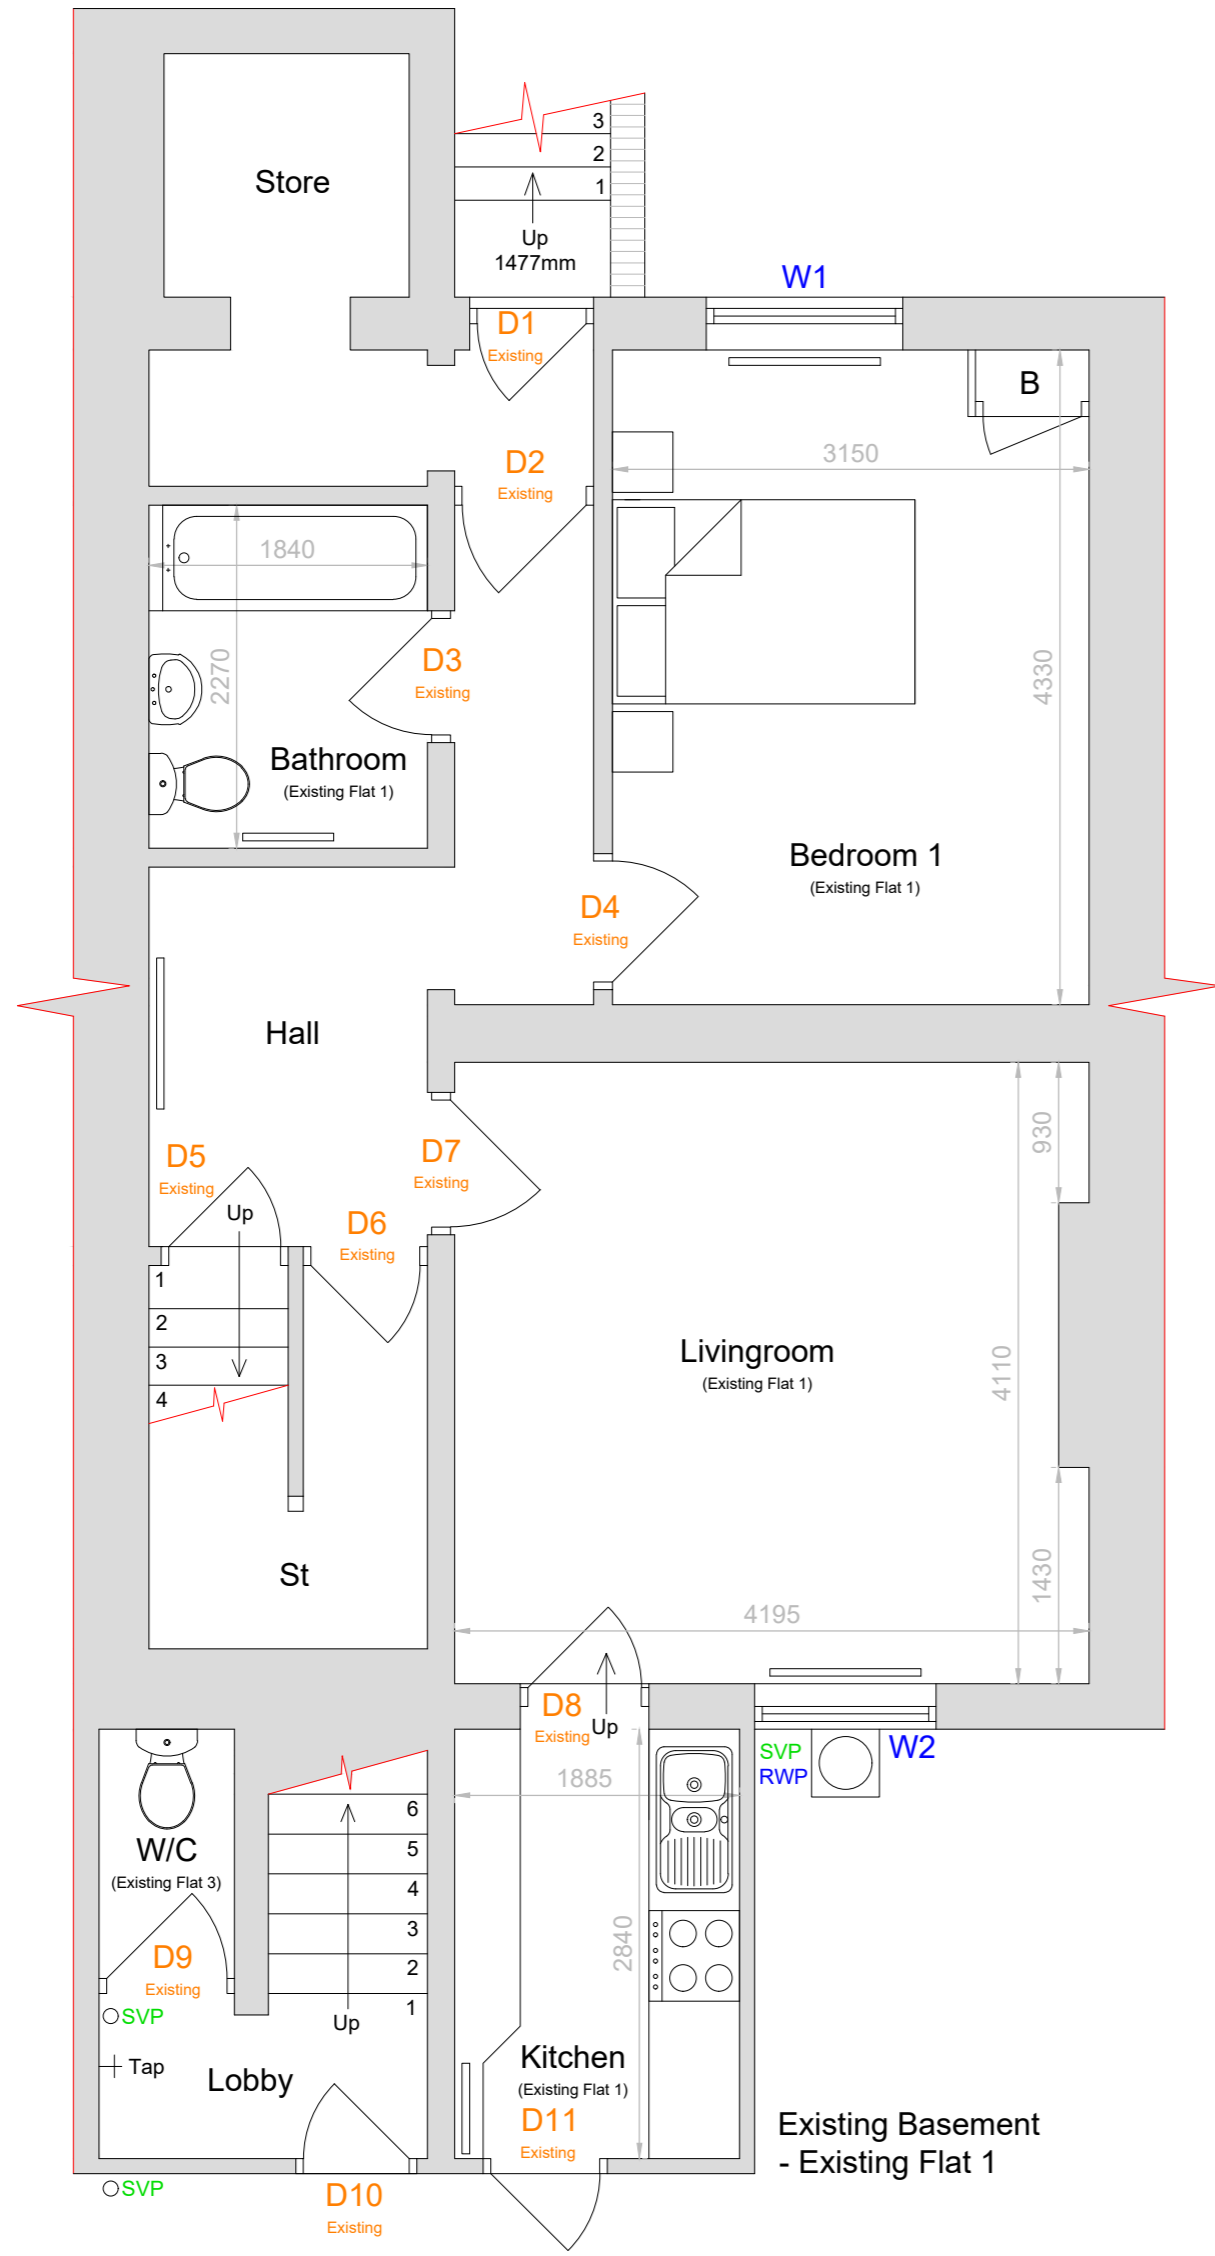 Store
3
2
1
Up
1477mm
W1
D1
Existing
B
D2
Existing
3150
1840
2270
D3
Existing
4330
Bathroom
(Existing Flat 1)
Bedroom 1
(Existing Flat 1)
D4
Existing
Hall
930
D5
Existing
D7
Existing
Up
D6
Existing
1
2
3
4
Livingroom
(Existing Flat 1)
4110
St
1430
4195
D8
Existing
Up
SVP
RWP
W2
1885
6
5
4
3
2
1
Up
W/C
(Existing Flat 3)
2840
D9
Existing
SVP
Tap
Lobby
Kitchen
(Existing Flat 1)
D11
Existing
Existing Basement
- Existing Flat 1
SVP
D10
Existing